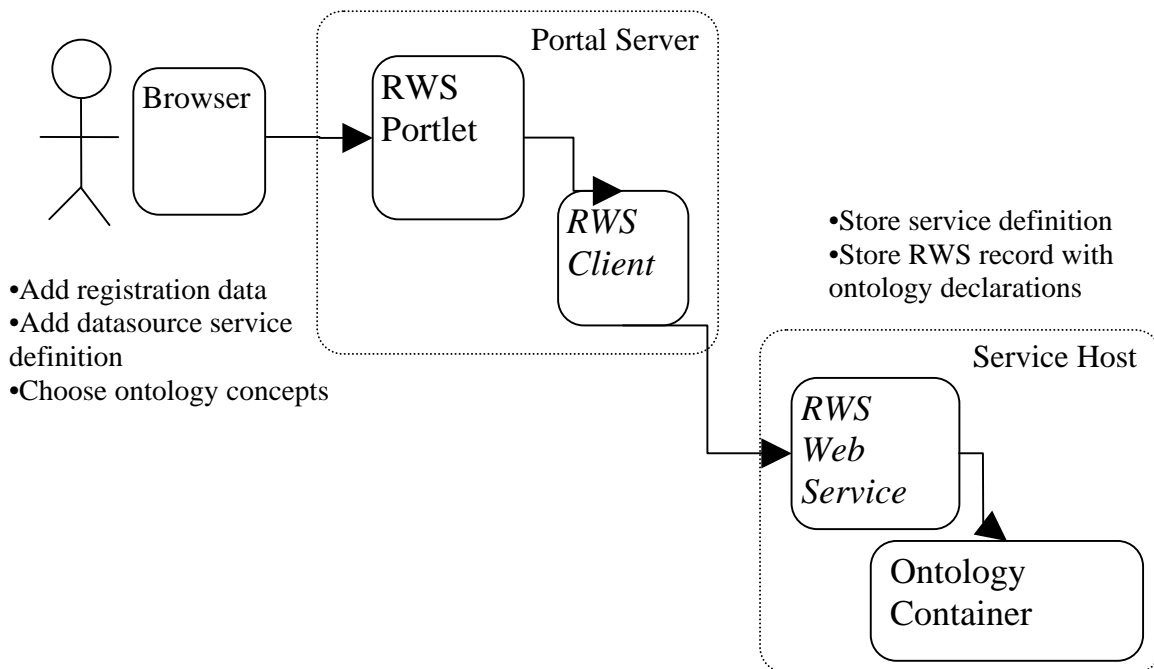 Portal Server
Browser
RWS
Portlet
RWS
Client
•Add registration data
•Add datasource service
definition
•Choose ontology concepts
•Store service definition
•Store RWS record with
ontology declarations
Service Host
RWS
Web
Service
Ontology
Container